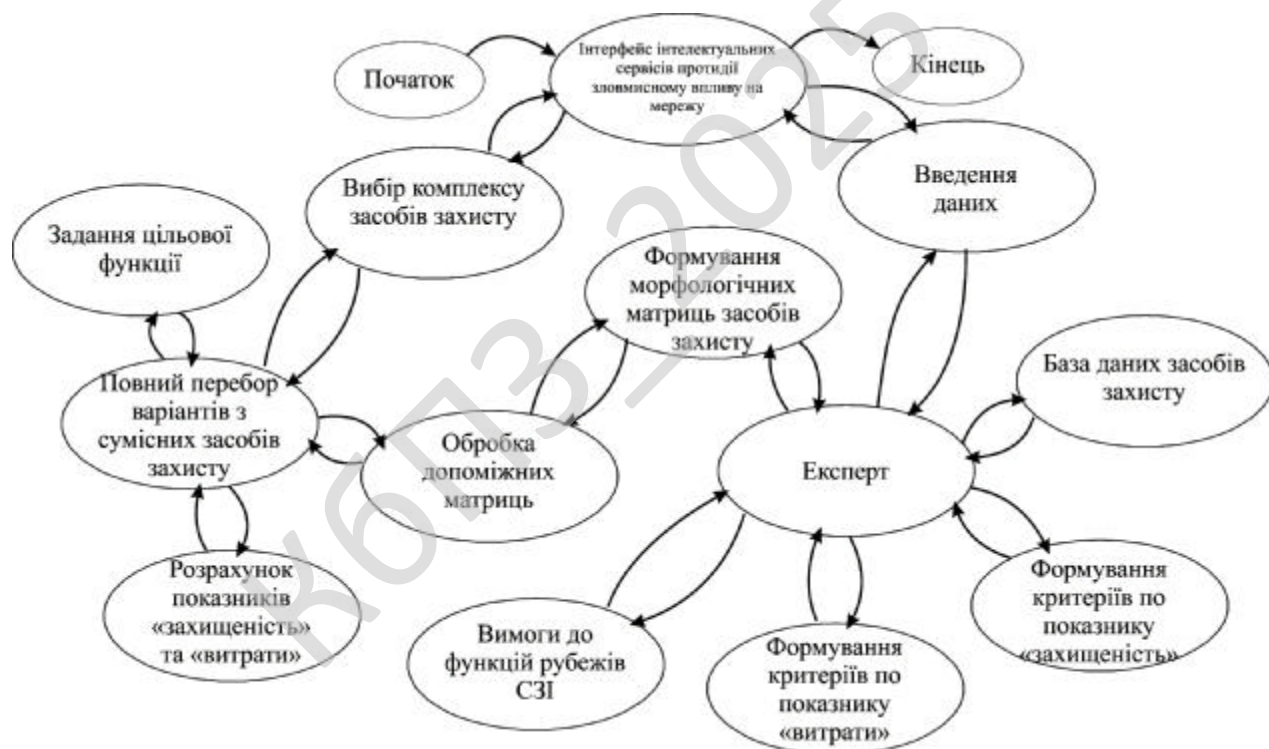 Початок
Інтерфейс інтелектуальних
сервісів протидії
зловмисному впливу на
мережу
Кінець
Вибір комплексу
засобів захисту
Введення
даних
Задання цільової
функції
Формування
морфологічних
матриць засобів
захисту
База даних засобів
захисту
Повний перебор
варіантів з
сумісних засобів
захисту
Обробка
допоміжних
матриць
Експерт
Розрахунок
показників
«захищеність»
та «витрати»
Вимоги до
функцій рубежів
СЗІ
Формування
критеріїв по
показнику
«витрати»
Формування
критеріїв по
показнику
«захищеність»
КбПЗ_2025